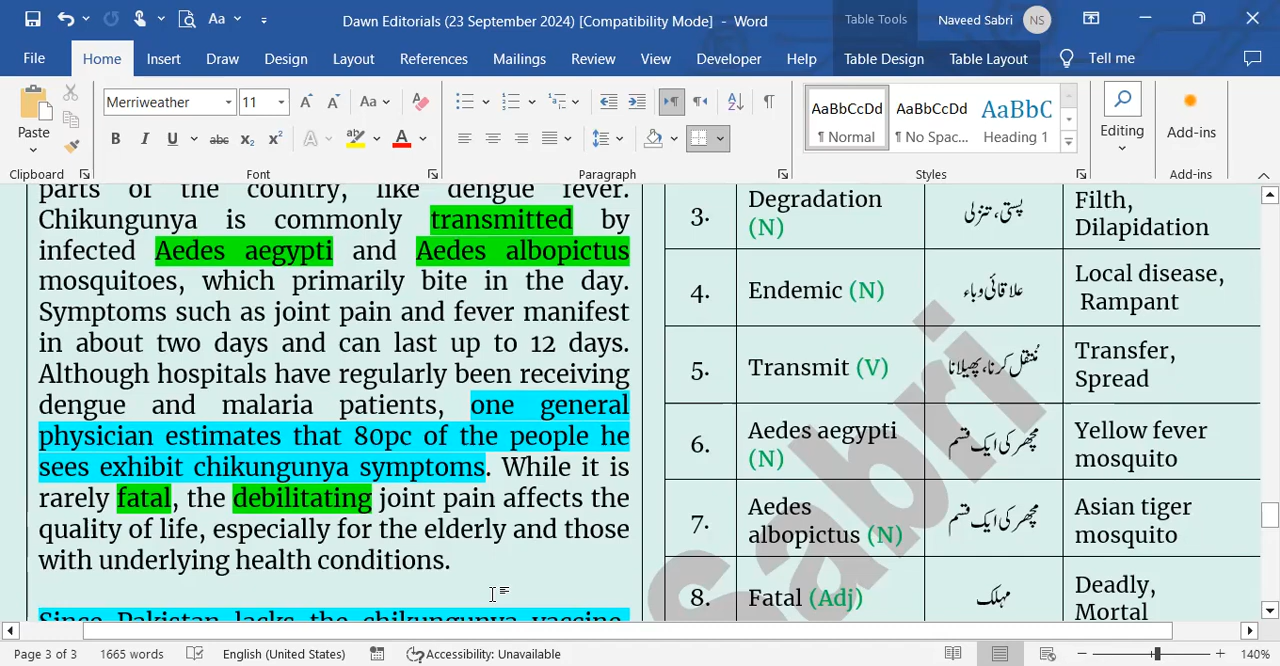 Dawn Editorials (23 September 2024) [Compatibility Mode] - Word
Table Tools
Naveed Sabri
NS
File
Home
Insert
Draw
Design
Layout
References
Mailings
Review
View
Developer
Help
Table Design
Table Layout
Tell me
Paste
Merriweather
11
Editing
Add-ins
AaBbCcDd
AaBbCcDd
AaBbC
¶ Normal
¶ No Spac...
Heading 1
Clipboard
Font
Paragraph
Styles
Add-ins
parts of the country, like dengue fever.
Chikungunya is commonly transmitted by
infected Aedes aegypti and Aedes albopictus
mosquitoes, which primarily bite in the day.
Symptoms such as joint pain and fever manifest
in about two days and can last up to 12 days.
Although hospitals have regularly been receiving
dengue and malaria patients, one general
physician estimates that 80pc of the people he
sees exhibit chikungunya symptoms. While it is
rarely fatal, the debilitating joint pain affects the
quality of life, especially for the elderly and those
with underlying health conditions.
Since Pakistan lacks the chikungunya vaccine,
3.
Degradation
(N)
پستی، تنزلی
Filth,
Dilapidation
4.
Endemic (N)
علاقائی وباء
Local disease,
Rampant
5.
Transmit (V)
مُنتقل کرنا، پھیلانا
Transfer,
Spread
6.
Aedes aegypti
(N)
مچھر کی ایک قسم
Yellow fever
mosquito
7.
Aedes
albopictus (N)
مچھر کی ایک قسم
Asian tiger
mosquito
8.
Fatal (Adj)
مہلک
Deadly,
Mortal
Sabri
Page 3 of 3
1665 words
English (United States)
Accessibility: Unavailable
140%